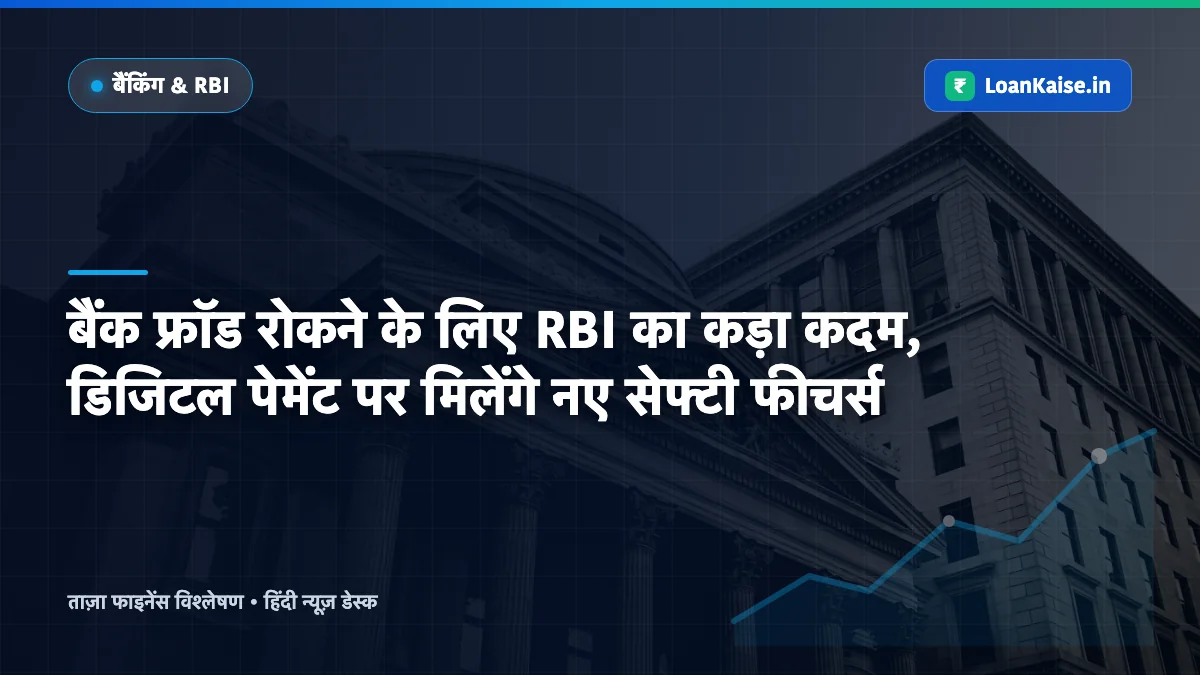 बैंकिंग & RBI
₹ LoanKaise.in
बैंक फ्रॉड रोकने के लिए RBI का कड़ा कदम,
डिजिटल पेमेंट पर मिलेंगे नए सेफ्टी फीचर्स
ताज़ा फाइनेंस विश्लेषण • हिंदी न्यूज़ डेस्क